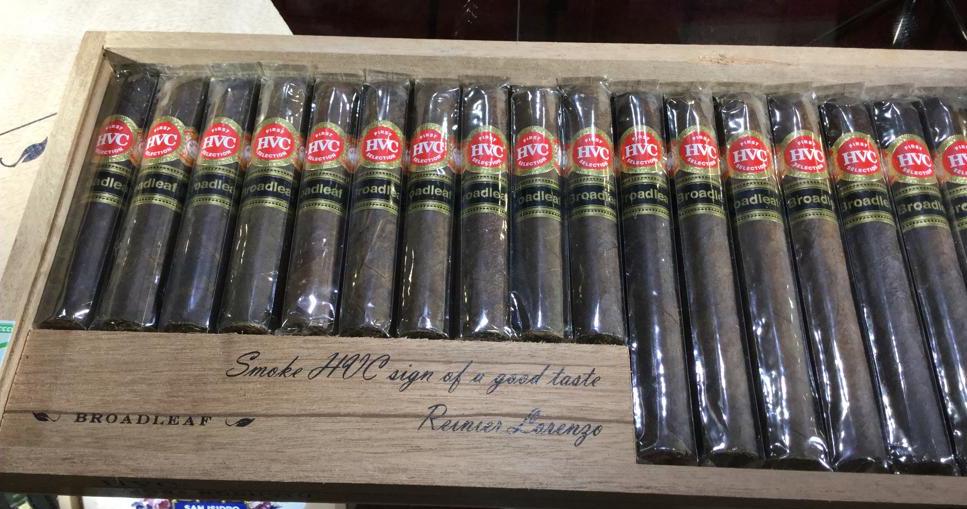 FIRST HVC SELECTION
Broadleaf
Smoke HVC sign of a good taste
BROADLEAF
Reinier Lorenzo
SAN ISIDRO